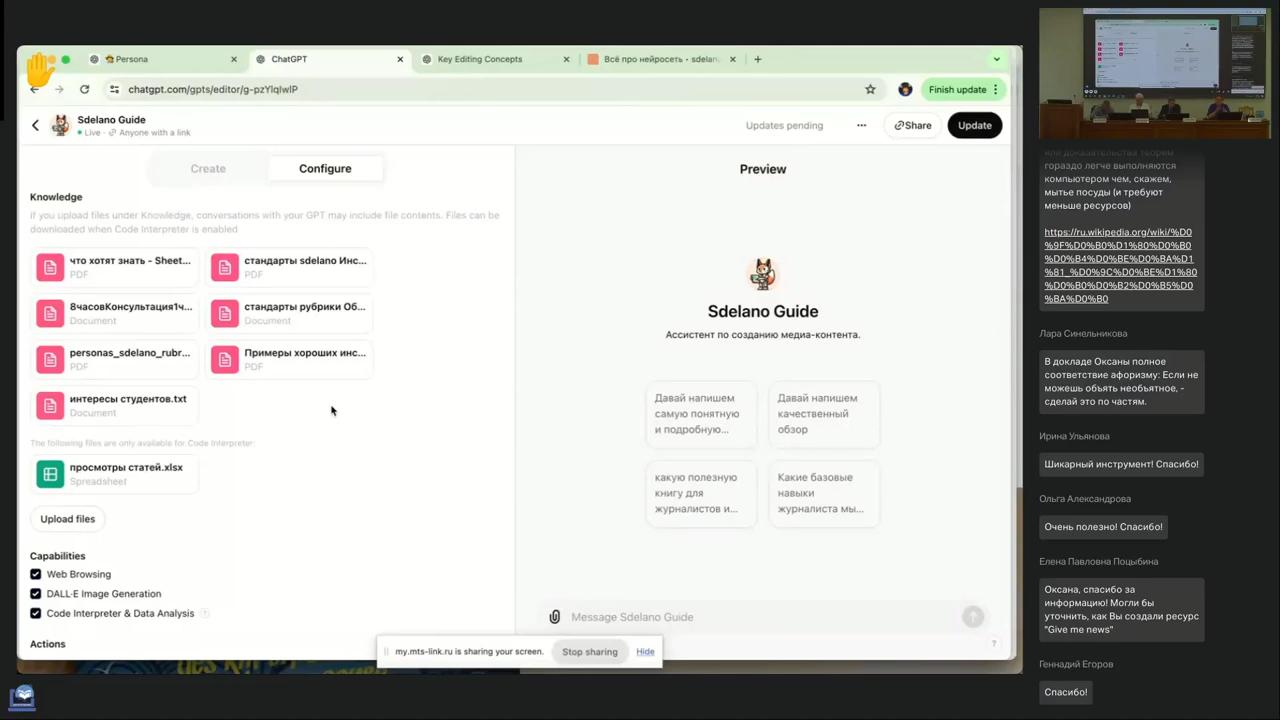 Persona
ChatGPT
Key Editing Concepts
Всё про нейросеть • sdelan
chatgpt.com/gpts/editor/g-pzYlqIwIP
Finish update
Sdelano Guide
Live · Anyone with a link
Updates pending
Share
Update
Create
Configure
Knowledge
If you upload files under Knowledge, conversations with your GPT may include file contents. Files can be
downloaded when Code Interpreter is enabled
что хотят знать - Sheet...
PDF
стандарты sdelano Инс...
PDF
8часовКонсультация1ч...
Document
стандарты рубрики Об...
Document
personas_sdelano_rubr...
PDF
Примеры хороших инс...
PDF
интересы студентов.txt
Document
The following files are only available for Code Interpreter:
просмотры статей.xlsx
Spreadsheet
Upload files
Capabilities
Web Browsing
DALL·E Image Generation
Code Interpreter & Data Analysis ?
Actions
Preview
Sdelano Guide
Ассистент по созданию медиа-контента.
Давай напишем
самую понятную
и подробную...
Давай напишем
качественный
обзор
какую полезную
книгу для
журналистов и...
Какие базовые
навыки
журналиста мы...
Message Sdelano Guide
?
my.mts-link.ru is sharing your screen.
Stop sharing
Hide
или доказательства теорем
гораздо легче выполняются
компьютером чем, скажем,
мытье посуды (и требуют
меньше ресурсов)
https://ru.wikipedia.org/wiki/%D0
%9F%D0%B0%D1%80%D0%B0
%D0%B4%D0%BE%D0%BA%D1
%81_%D0%9C%D0%BE%D1%80
%D0%B0%D0%B2%D0%B5%D0
%BA%D0%B0
Лара Синельникова
В докладе Оксаны полное
соответствие афоризму: Если не
можешь объять необъятное, -
сделай это по частям.
Ирина Ульянова
Шикарный инструмент! Спасибо!
Ольга Александрова
Очень полезно! Спасибо!
Елена Павловна Поцыбина
Оксана, спасибо за
информацию! Могли бы
уточнить, как Вы создали ресурс
"Give me news"
Геннадий Егоров
Спасибо!